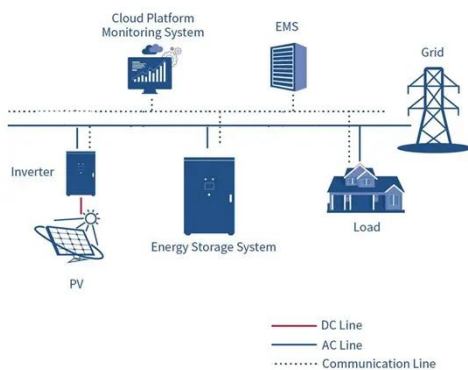 Cloud Platform
Monitoring System
EMS
Grid
Inverter
Energy Storage System
Load
PV
DC Line
AC Line
Communication Line